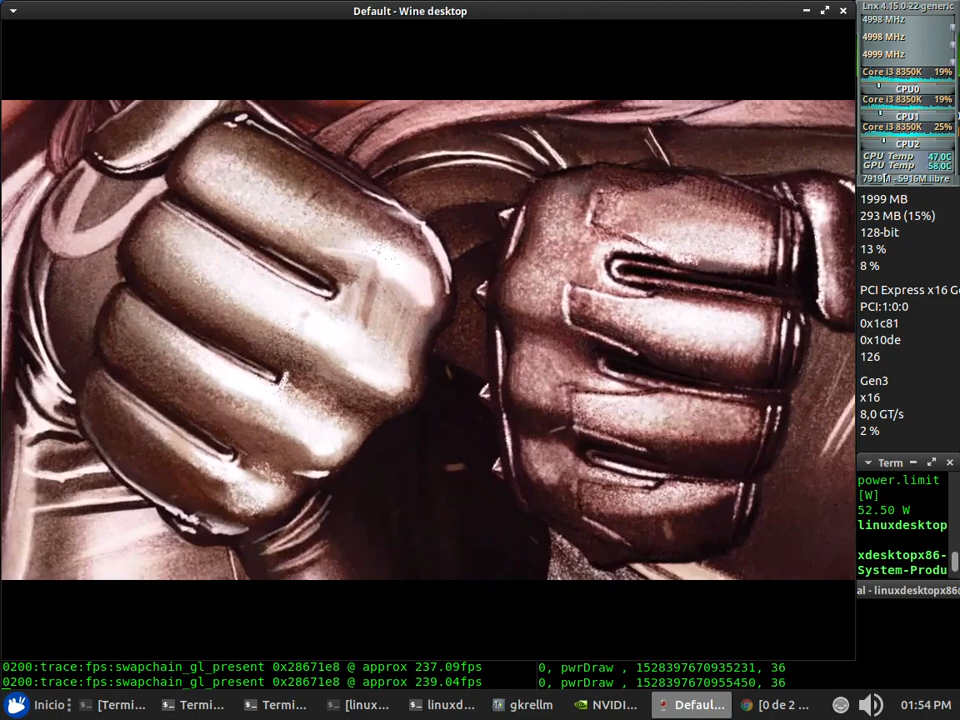 Default - Wine desktop
Lnx 4.15.0-22-generic
4998 MHz
4998 MHz
4999 MHz
Core i3 8350K 19%
CPU0
Core i3 8350K 19%
CPU1
Core i3 8350K 25%
CPU2
CPU Temp 47,0C
GPU Temp 58.0C
7919M - 5916M libre
1999 MB
293 MB (15%)
128-bit
13 %
8 %
PCI Express x16 Ge
PCI:1:0:0
0x1c81
0x10de
126
Gen3
x16
8,0 GT/s
2 %
Term
power.limit
[W]
52.50 W
linuxdesktop
xdesktopx86-
System-Produ
al - linuxdesktopx86
0200:trace:fps:swapchain_gl_present 0x28671e8 @ approx 237.09fps
0, pwrDraw , 1528397670935231, 36
0200:trace:fps:swapchain_gl_present 0x28671e8 @ approx 239.04fps
0, pwrDraw , 1528397670955450, 36
Inicio
[Termi...
Termi...
Termi...
[linux...
linuxd...
gkrellm
NVIDI...
Defaul...
[0 de 2 ...
01:54 PM